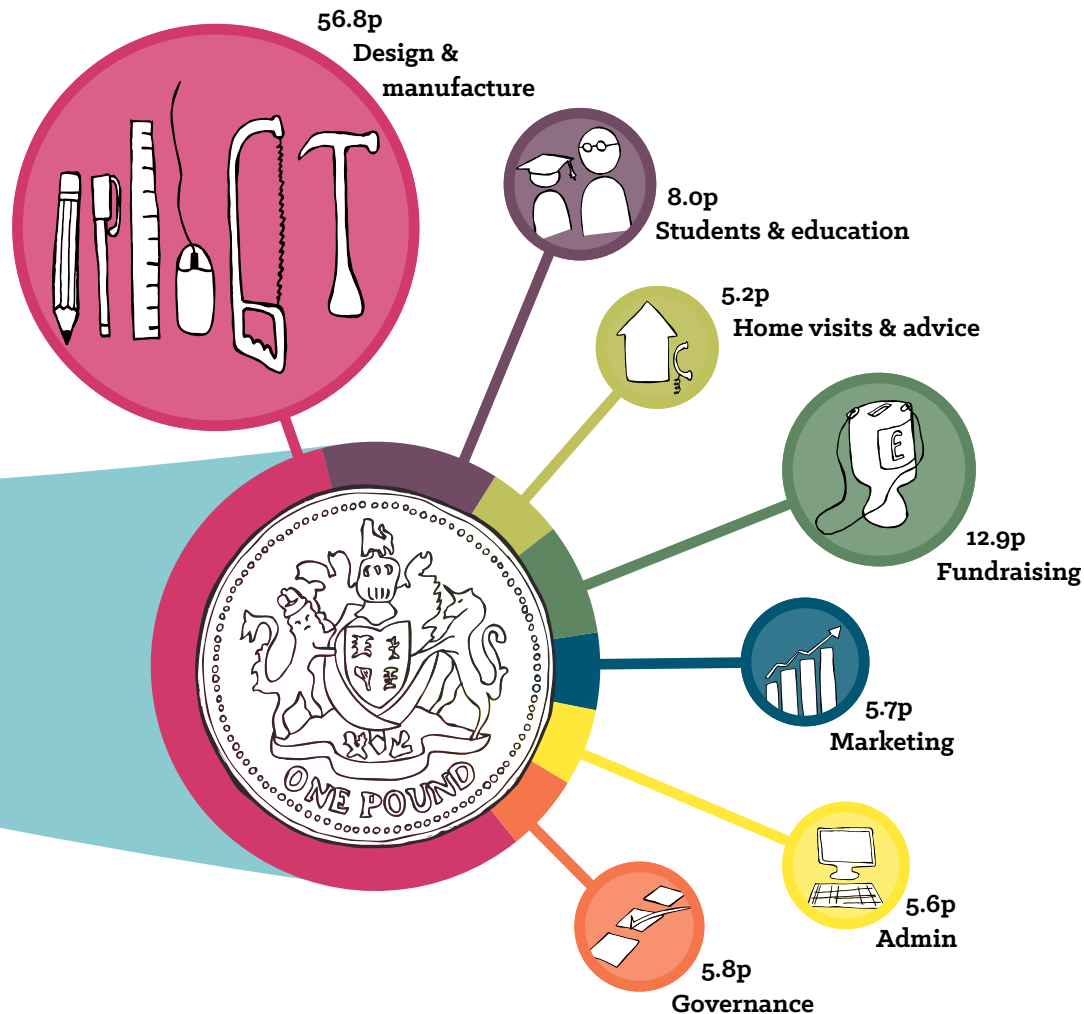 56.8p
Design &
manufacture
8.0p
Students & education
5.2p
Home visits & advice
£
12.9p
Fundraising
5.7p
Marketing
ONE POUND
5.6p
Admin
5.8p
Governance